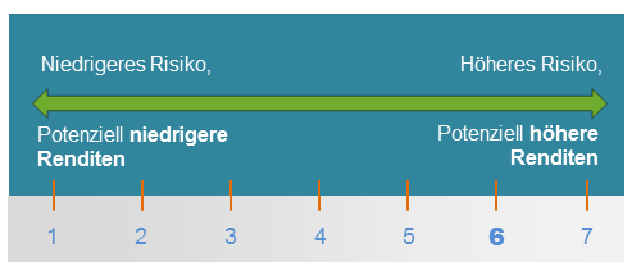 Niedrigeres Risiko, Höheres Risiko,
Potenziell niedrigere Potenziell höhere
Renditen Renditen
1 2 3 4 5 6 7